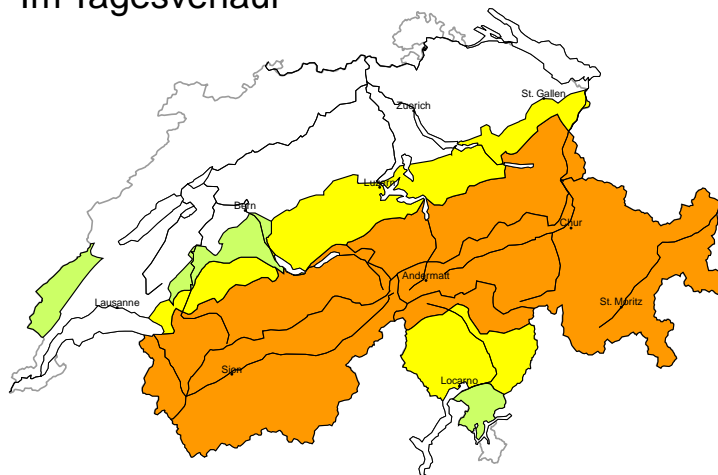 im Tagesverlauf
St. Gallen
Zuerich
Luzern
Bern
Chur
Andermatt
Lausanne
St. Moritz
Sion
Locarno